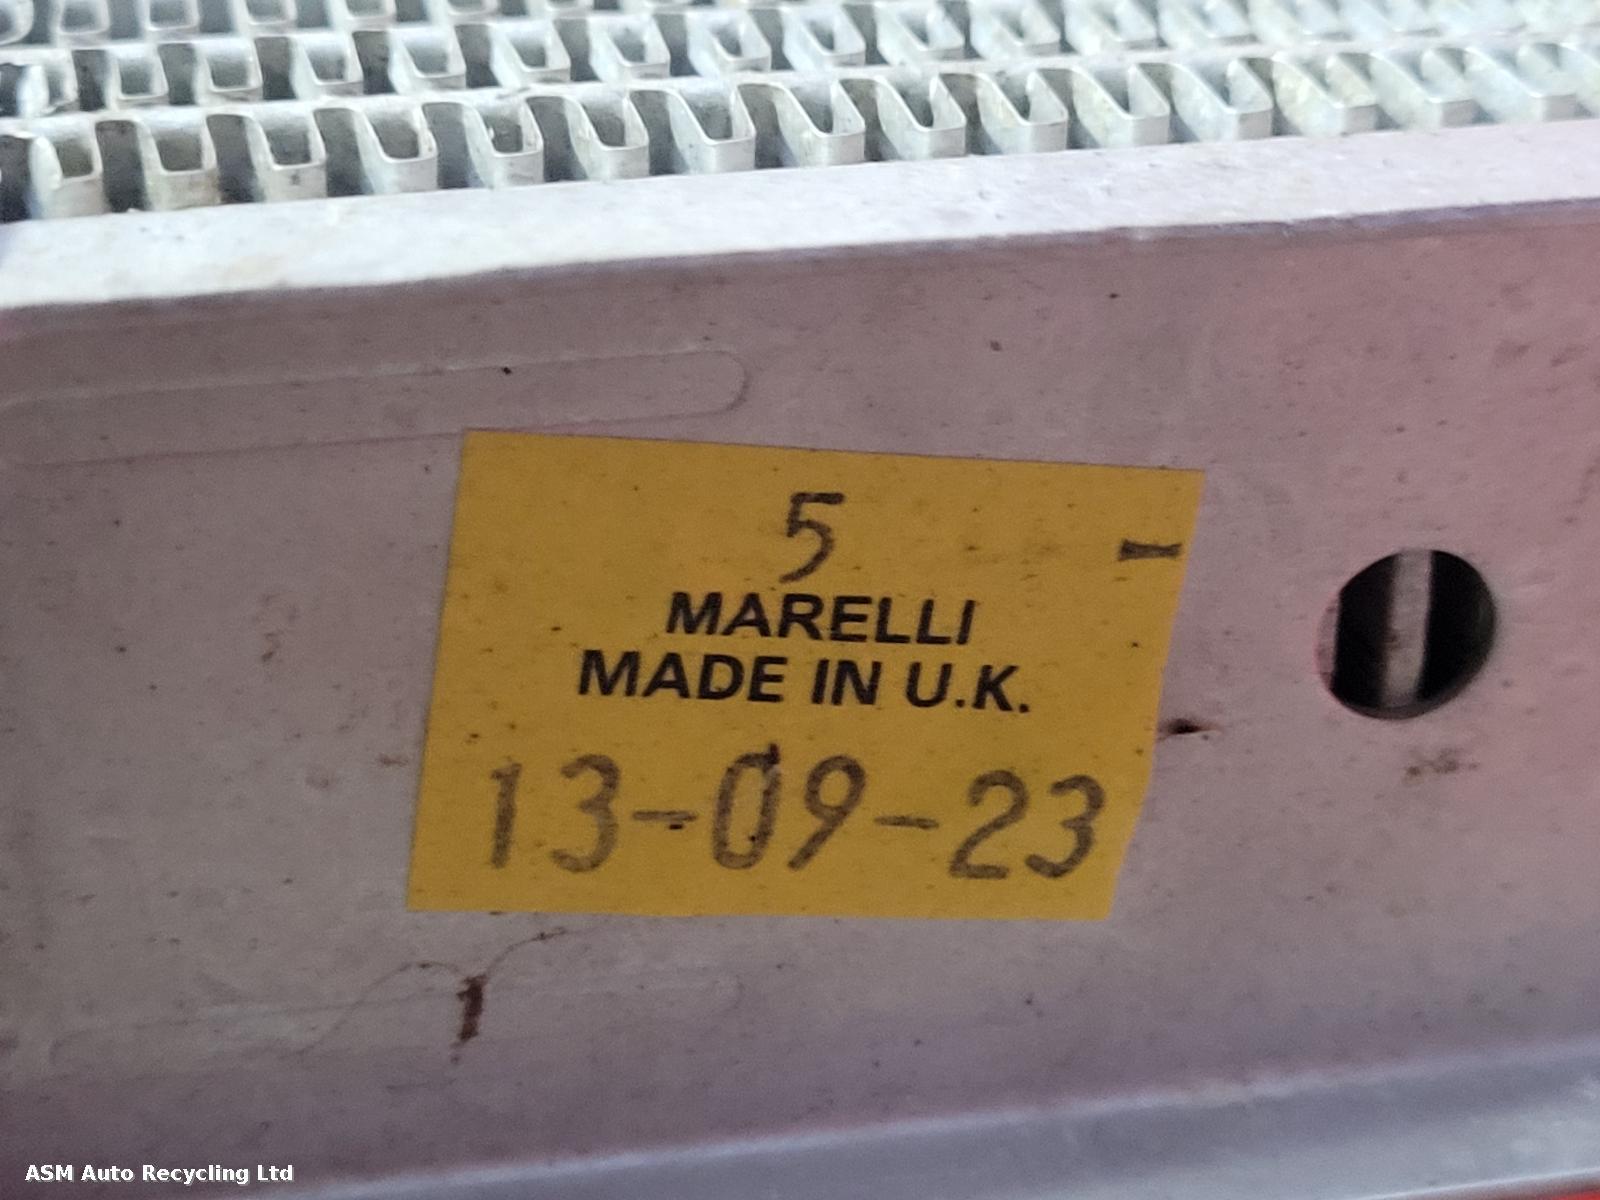 5
I
MARELLI
MADE IN U.K.
13-09-23
ASM Auto Recycling Ltd